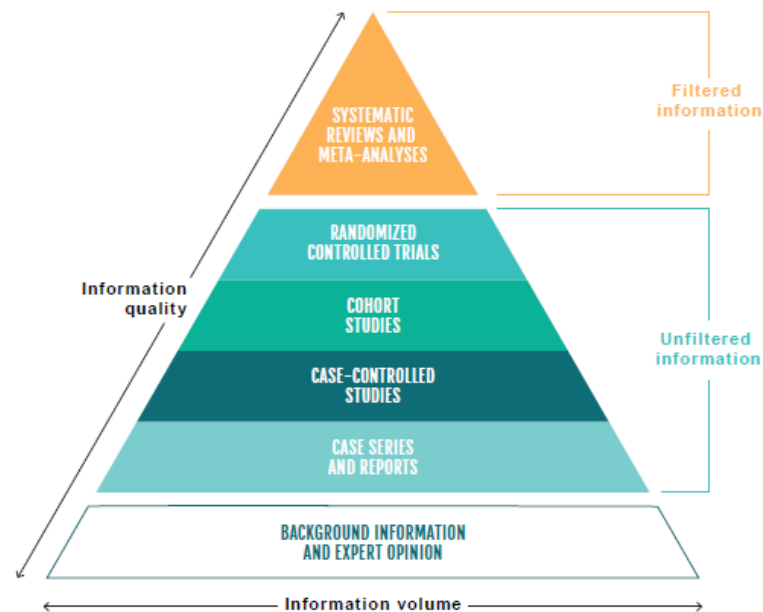 SYSTEMATIC
REVIEWS AND
META-ANALYSES
Filtered
information
RANDOMIZED
CONTROLLED TRIALS
COHORT
STUDIES
CASE-CONTROLLED
STUDIES
CASE SERIES
AND REPORTS
Information
quality
Unfiltered
information
BACKGROUND INFORMATION
AND EXPERT OPINION
Information volume